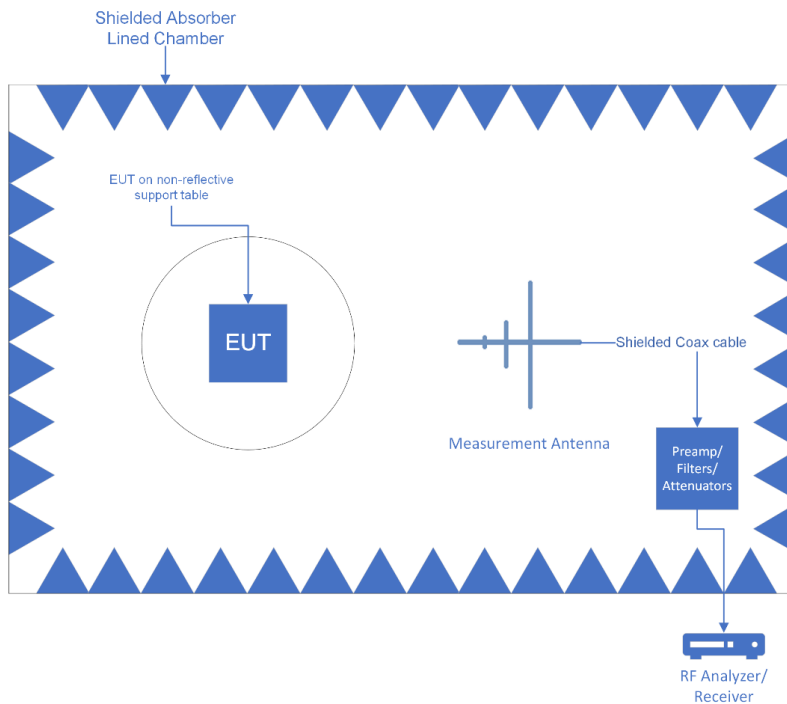 Shielded Absorber
Lined Chamber
EUT on non-reflective
support table
EUT
Shielded Coax cable
Measurement Antenna
Preamp/
Filters/
Attenuators
RF Analyzer/
Receiver